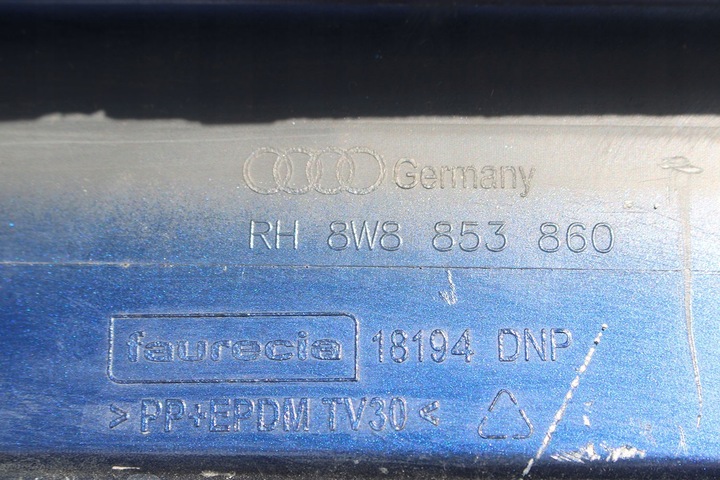 Germany
RH 8W8 853 860
faurecia 18194 DNP
>PP+EPDM TV30<